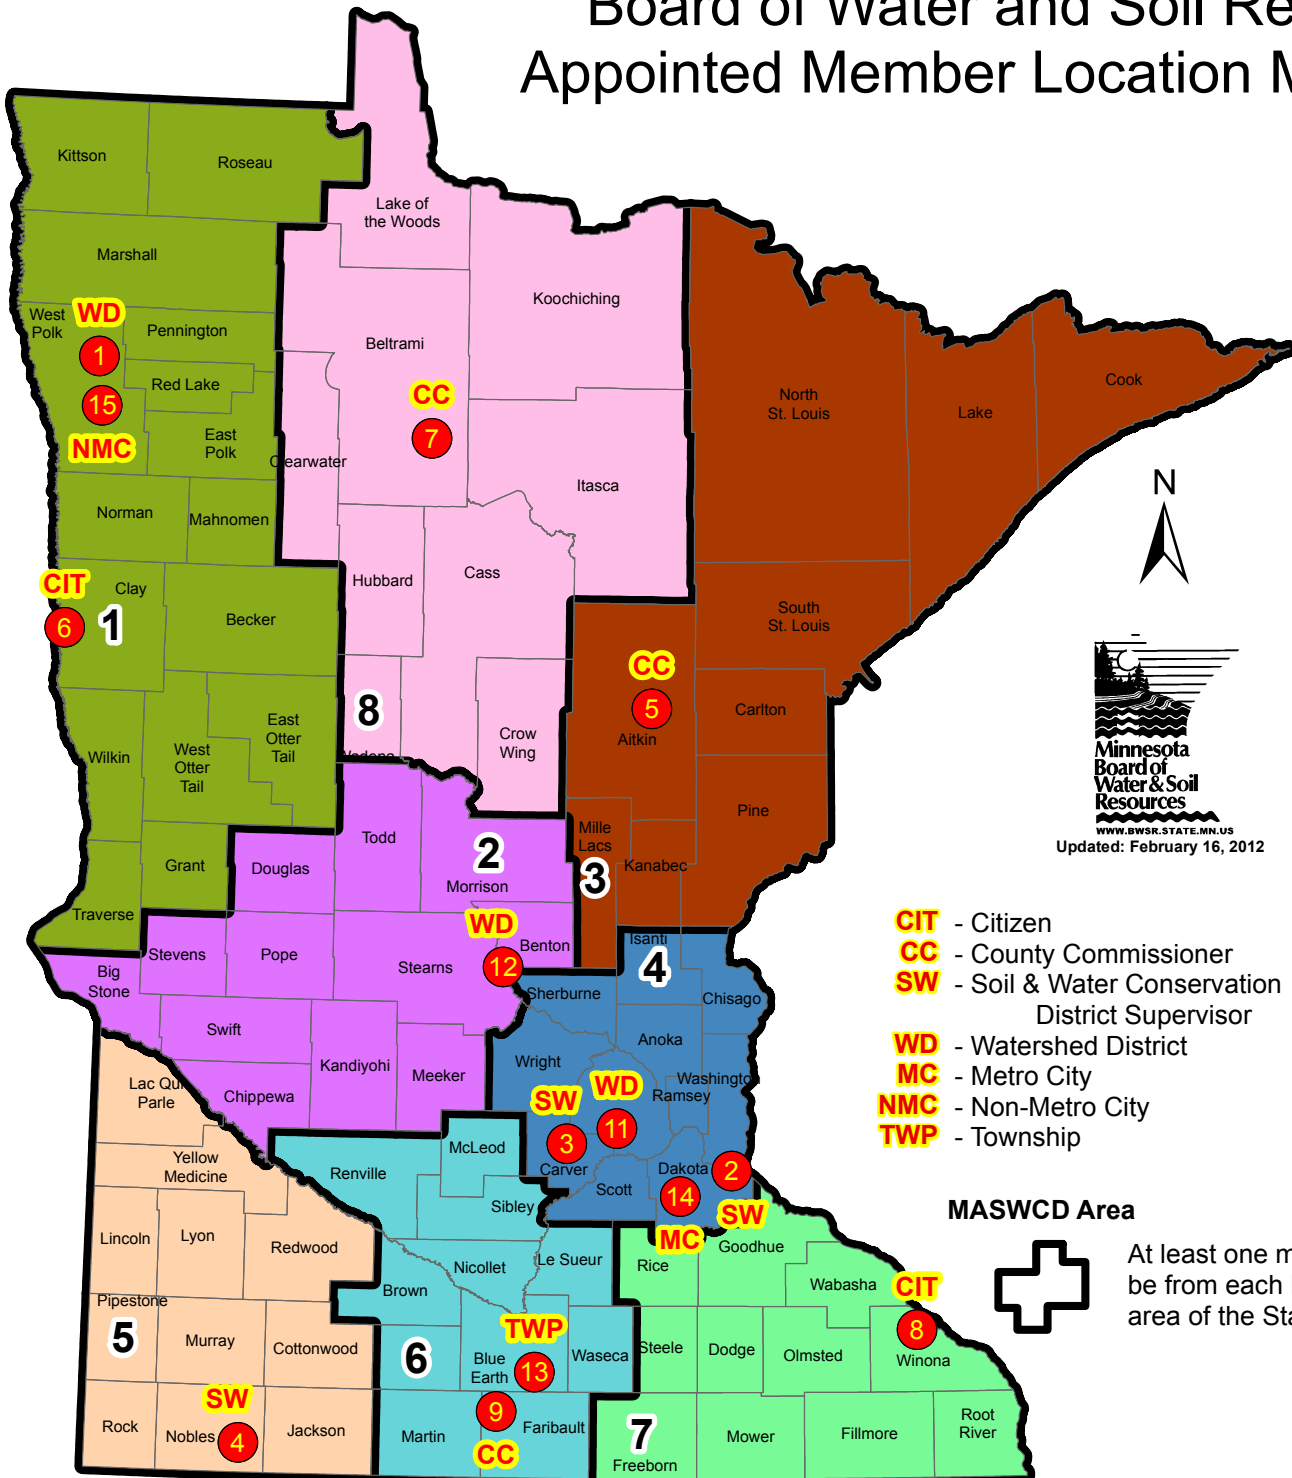 Board of Water and Soil Re
Appointed Member Location M
Kittson
Roseau
Lake of
the Woods
Marshall
Koochiching
West
Polk
WD
Pennington
1
Beltrami
Red Lake
15
CC
North
St. Louis
Lake
Cook
East
Polk
NMC
7
Clearwater
Itasca
N
Norman
Mahnomen
CIT
Clay
6
1
Becker
Hubbard
Cass
South
St. Louis
CC
5
Aitkin
Carlton
8
Wadena
Crow
Wing
East
Otter
Tail
West
Otter
Tail
Wilkin
Minnesota
Board of
Water & Soil
Resources
WWW.BWSR.STATE.MN.US
Updated: February 16, 2012
Pine
Mille
Lacs
Kanabec
3
Todd
2
Morrison
Douglas
Grant
Traverse
WD
Benton
12
Stearns
Stevens
Pope
Big
Stone
Isanti
4
Sherburne
Chisago
CIT - Citizen
CC - County Commissioner
SW - Soil & Water Conservation
District Supervisor
WD - Watershed District
MC - Metro City
NMC - Non-Metro City
TWP - Township
Swift
Kandiyohi
Meeker
Chippewa
Anoka
Wright
Washington
Ramsey
WD
11
SW
3
Carver
Scott
Dakota
2
SW
14
MC
Lac Qui
Parle
Yellow
Medicine
Renville
McLeod
Sibley
MASWCD Area
At least one m
be from each
area of the Sta
Lincoln
Lyon
Redwood
Brown
Nicollet
Le Sueur
Rice
Goodhue
Wabasha
CIT
8
Winona
Pipestone
5
Murray
Cottonwood
6
TWP
Blue
Earth
13
Waseca
Steele
Dodge
Olmsted
SW
Rock
Nobles
4
Jackson
Martin
9
CC
Faribault
7
Freeborn
Mower
Fillmore
Root
River